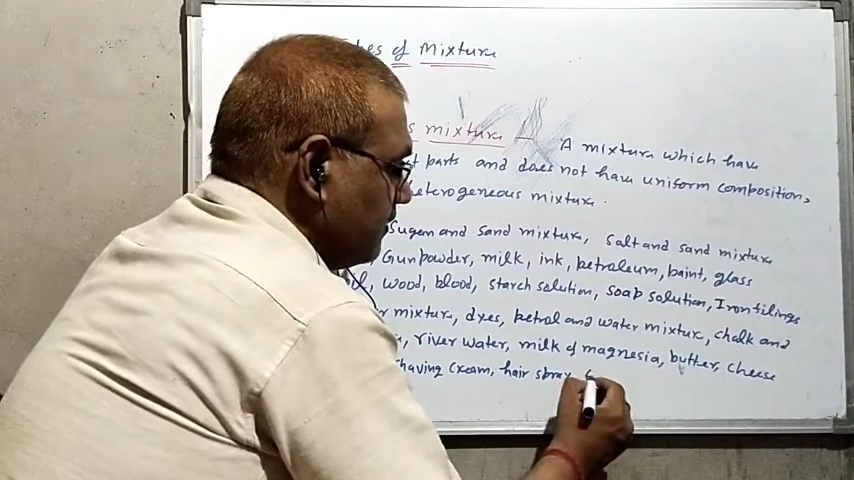 es of Mixture
s mixture — A mixture which have
t parts and does not have uniform composition,
heterogeneous mixture.
Sugar and Sand mixture, Salt and Sand mixture
Gunpowder, milk, ink, petroleum, paint, glass
wood, blood, starch solution, soap solution, Iron filings
r mixture, dyes, petrol and water mixture, chalk and
river water, milk of magnesia, butter, cheese
Shaving cream, hair spray